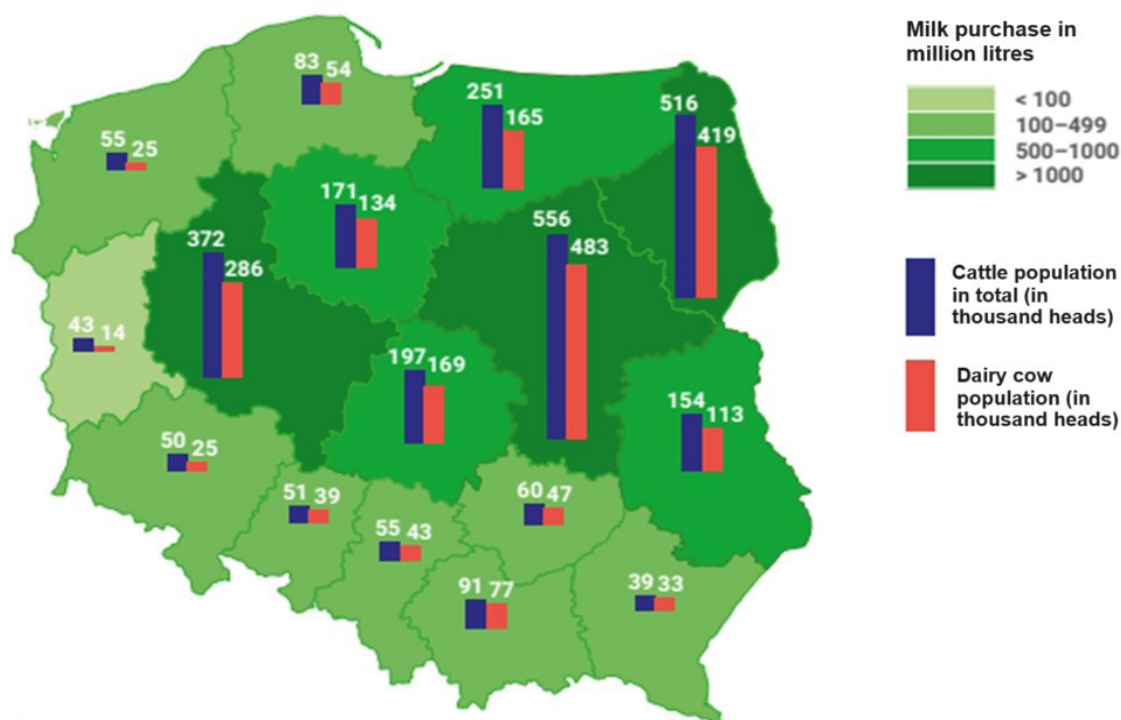 Milk purchase in
million litres
< 100
100–499
500–1000
> 1000
Cattle population
in total (in
thousand heads)
Dairy cow
population (in
thousand heads)
83 54
251 165
516 419
55 25
171 134
556 483
372 286
43 14
197 169
154 113
50 25
51 39
55 43
60 47
91 77
39 33